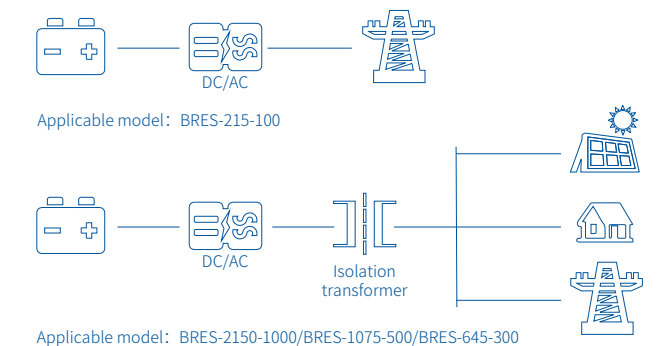 DC/AC
Applicable model：BRES-215-100
DC/AC
Isolation
transformer
Applicable model：BRES-2150-1000/BRES-1075-500/BRES-645-300